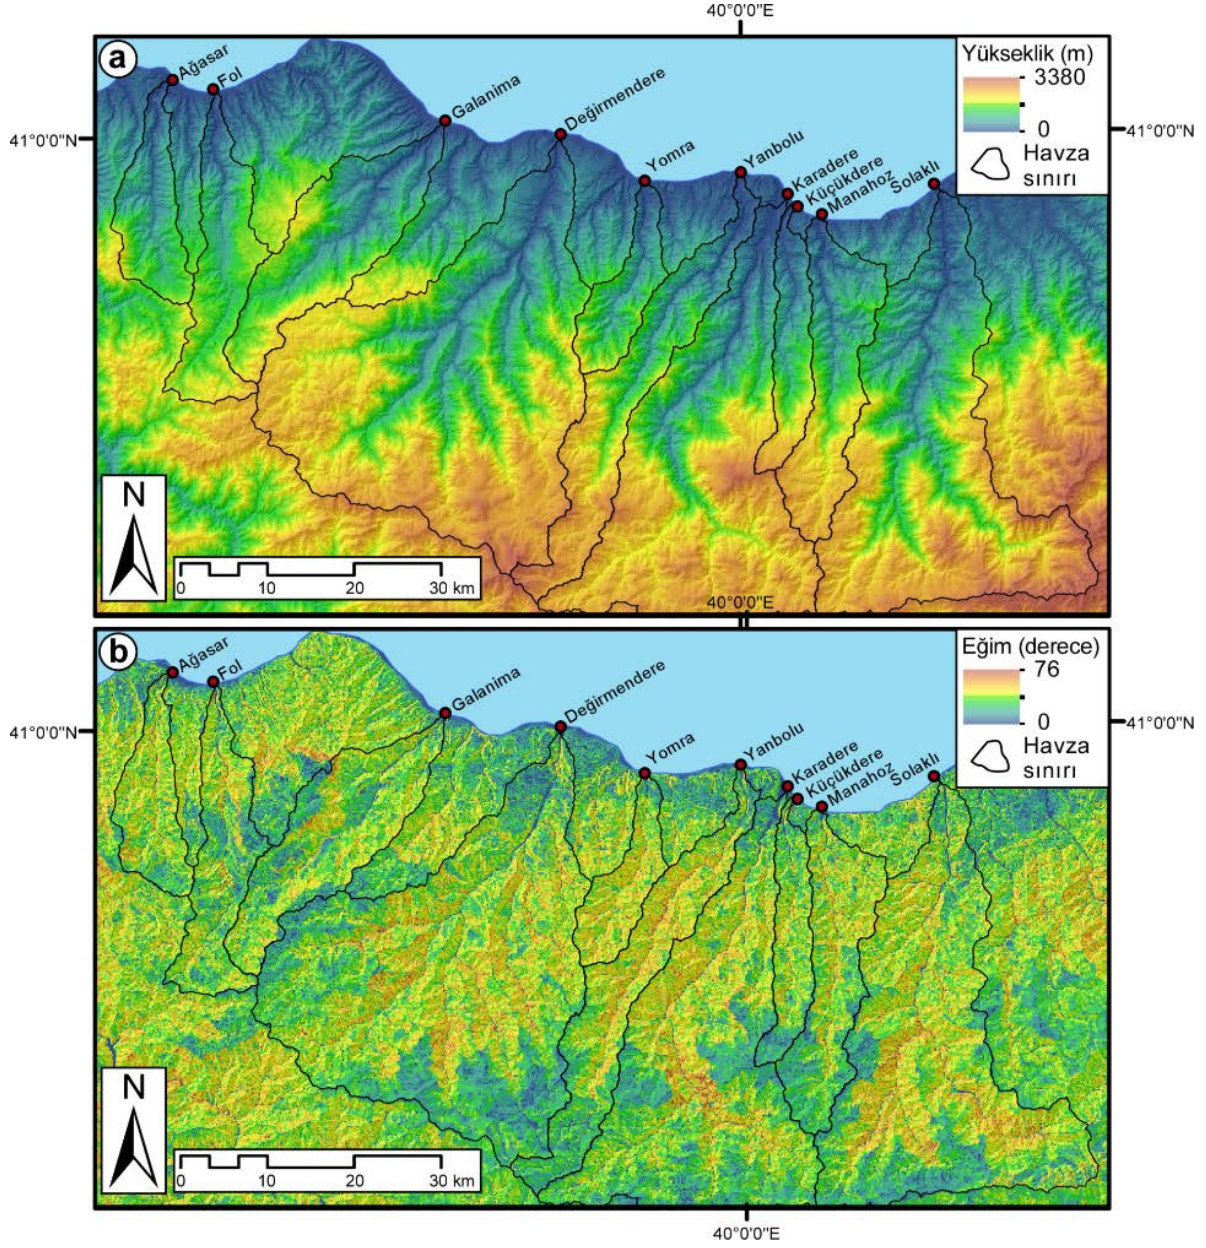 40°0'0"E
a
Ağasar
Fol
Galanima
Değirmendere
Yomra
Yanbolu
Karadere
Küçükdere
Manahoz
Solaklı
Yükseklik (m)
3380
0
Havza
sınırı
41°0'0"N
41°0'0"N
N
0 10 20 30 km
40°0'0"E
b
Ağasar
Fol
Galanima
Değirmendere
Yomra
Yanbolu
Karadere
Küçükdere
Manahoz
Solaklı
Eğim (derece)
76
0
Havza
sınırı
41°0'0"N
41°0'0"N
N
0 10 20 30 km
40°0'0"E